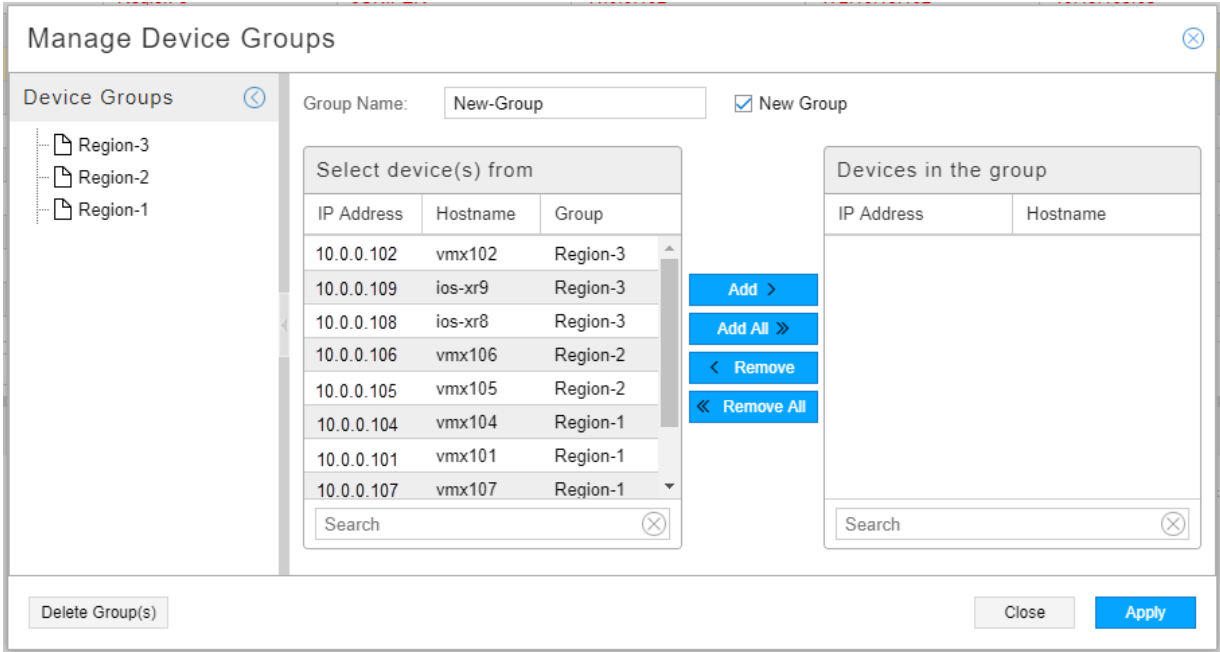 Manage Device Groups
Device Groups
Region-3
Region-2
Region-1
Group Name: New-Group New Group
Select device(s) from
IP Address Hostname Group
10.0.0.102 vmx102 Region-3
10.0.0.109 ios-xr9 Region-3
10.0.0.108 ios-xr8 Region-3
10.0.0.106 vmx106 Region-2
10.0.0.105 vmx105 Region-2
10.0.0.104 vmx104 Region-1
10.0.0.101 vmx101 Region-1
10.0.0.107 vmx107 Region-1
Search
Add >
Add All »
< Remove
« Remove All
Devices in the group
IP Address Hostname
Search
Delete Group(s)
Close
Apply